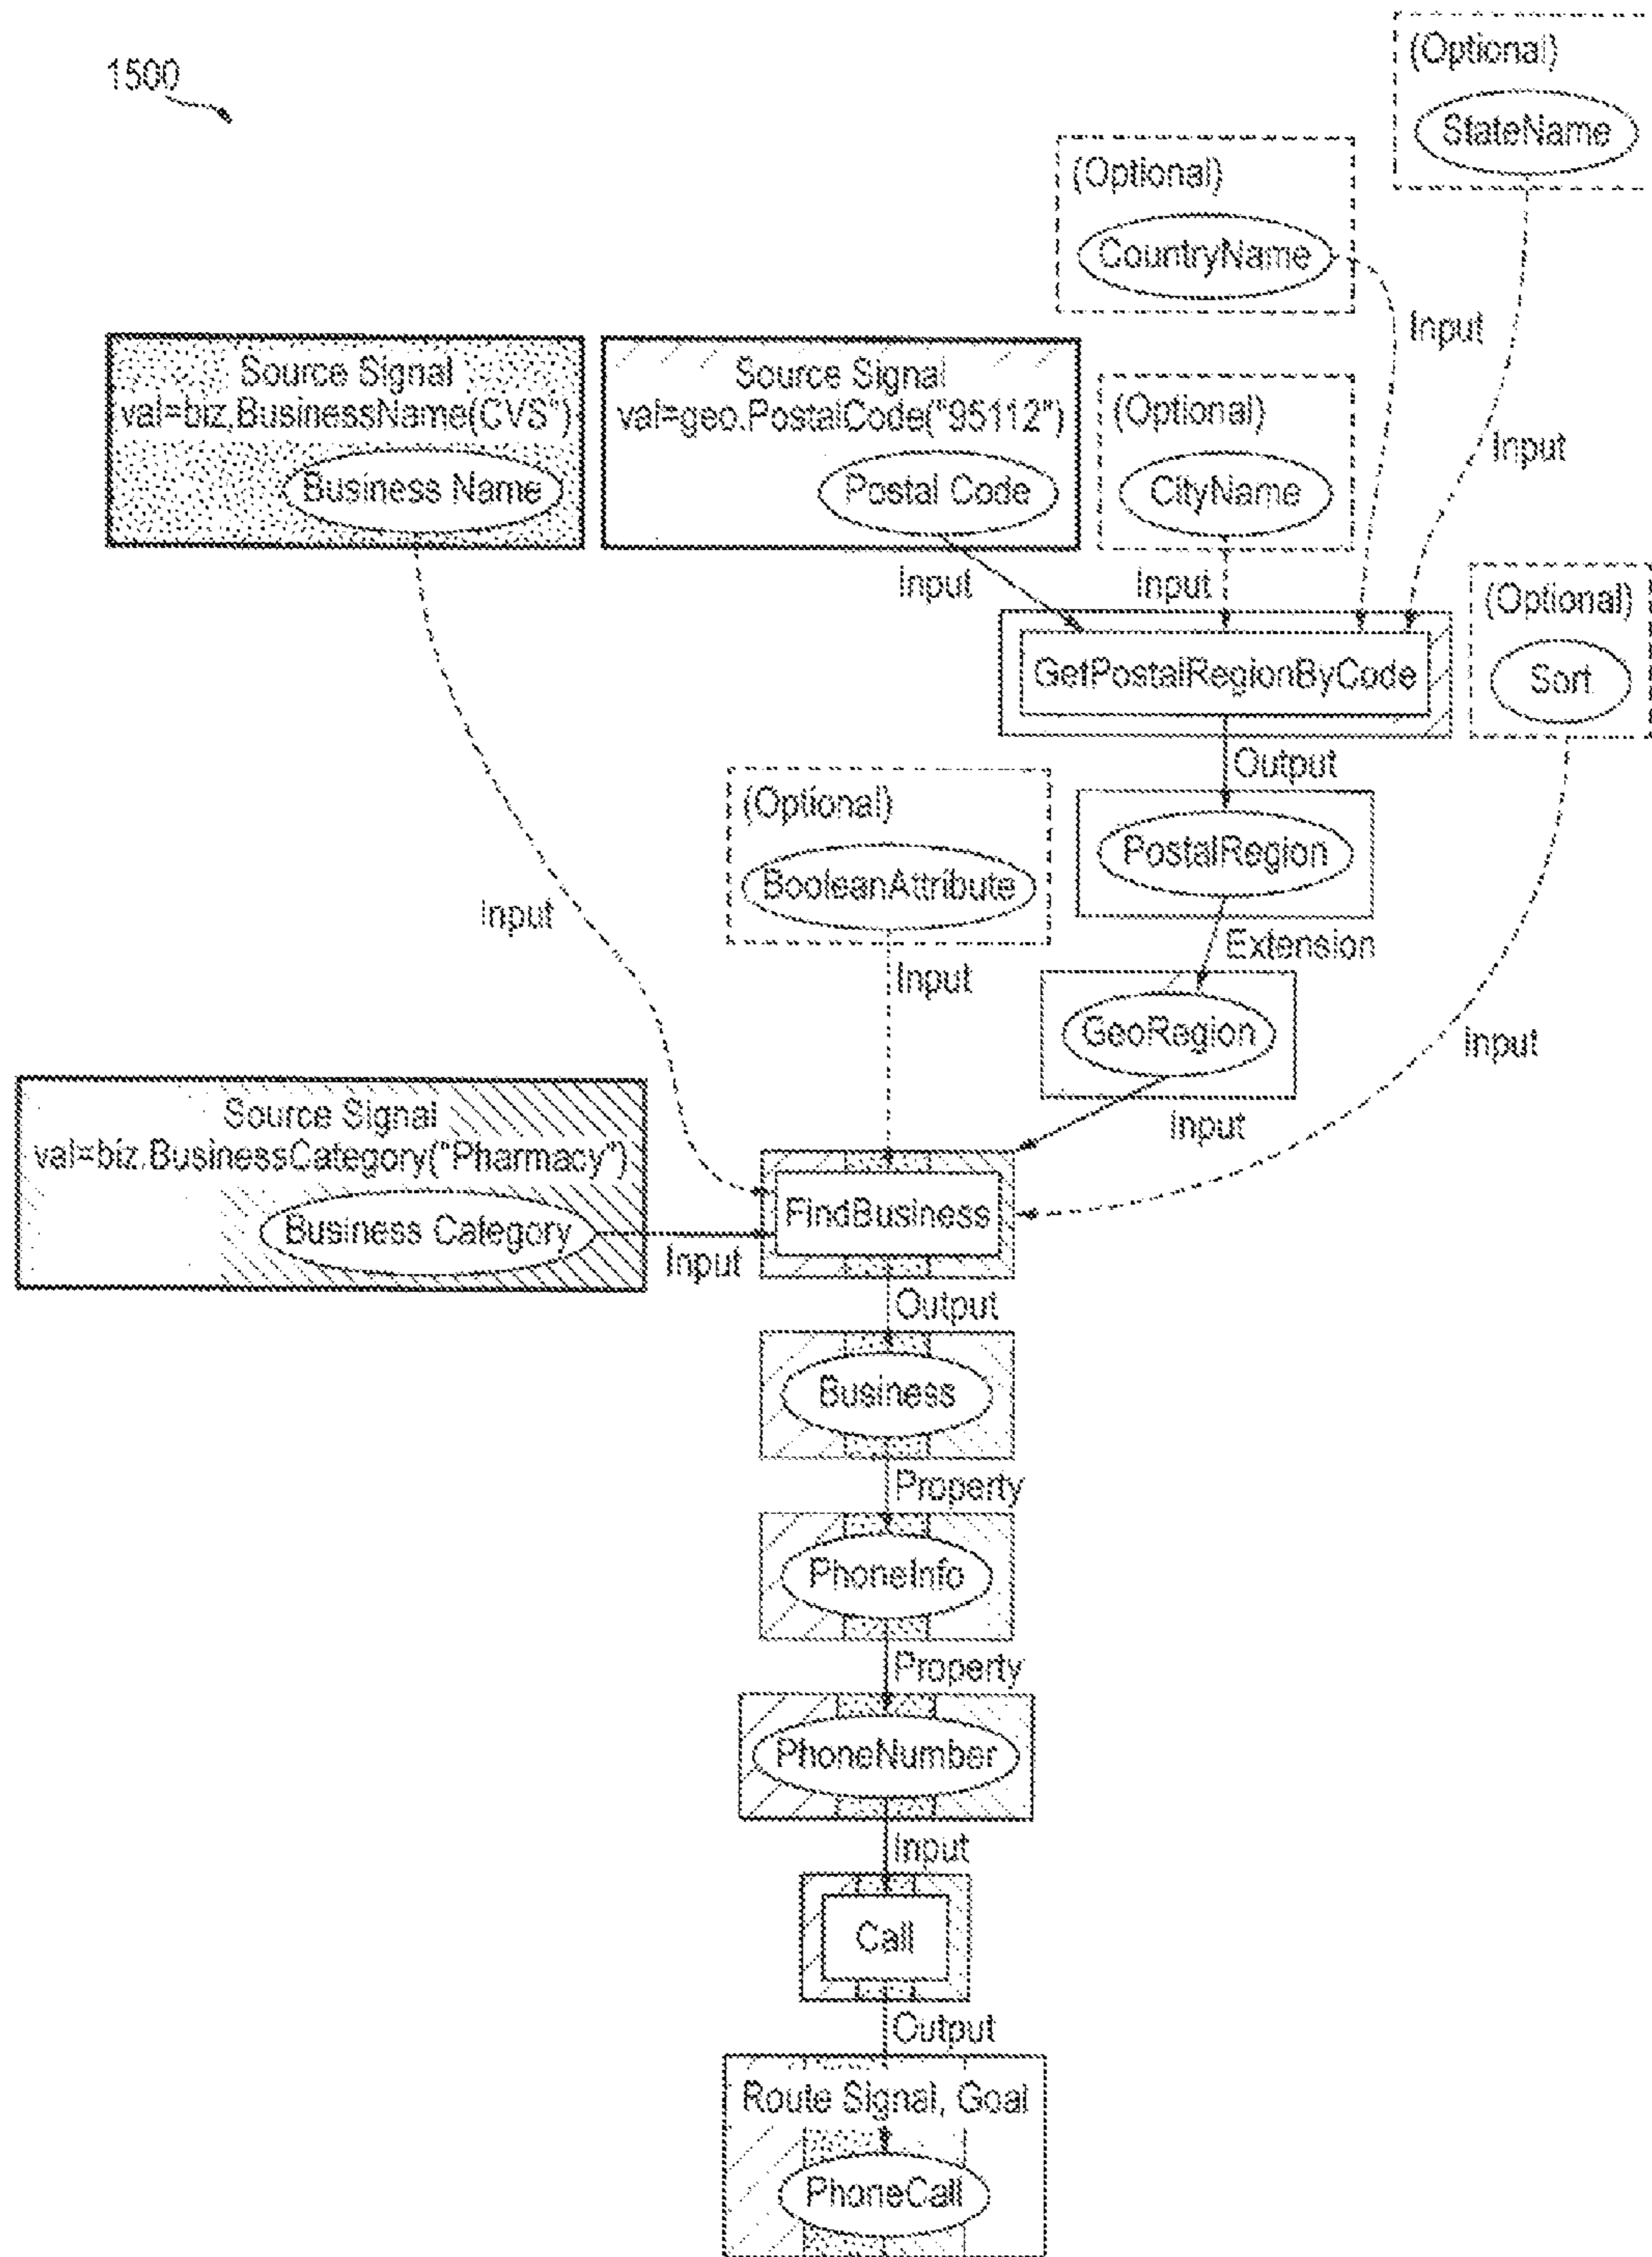 1500
(Optional)
StateName
(Optional)
CountryName
Input
Input
Source Signal
val=biz.BusinessName(CVS")
Business Name
Source Signal
val=geo.PostalCode("95112")
Postal Code
(Optional)
CityName
Input
Input
(Optional)
Sort
GetPostalRegionByCode
Output
(Optional)
BooleanAttribute
PostalRegion
Input
Extension
Input
GeoRegion
Input
Input
Source Signal
val=biz.BusinessCategory("Pharmacy")
Business Category
Input
FindBusiness
Output
Business
Property
PhoneInfo
Property
PhoneNumber
Input
Call
Output
Route Signal, Goal
PhoneCall